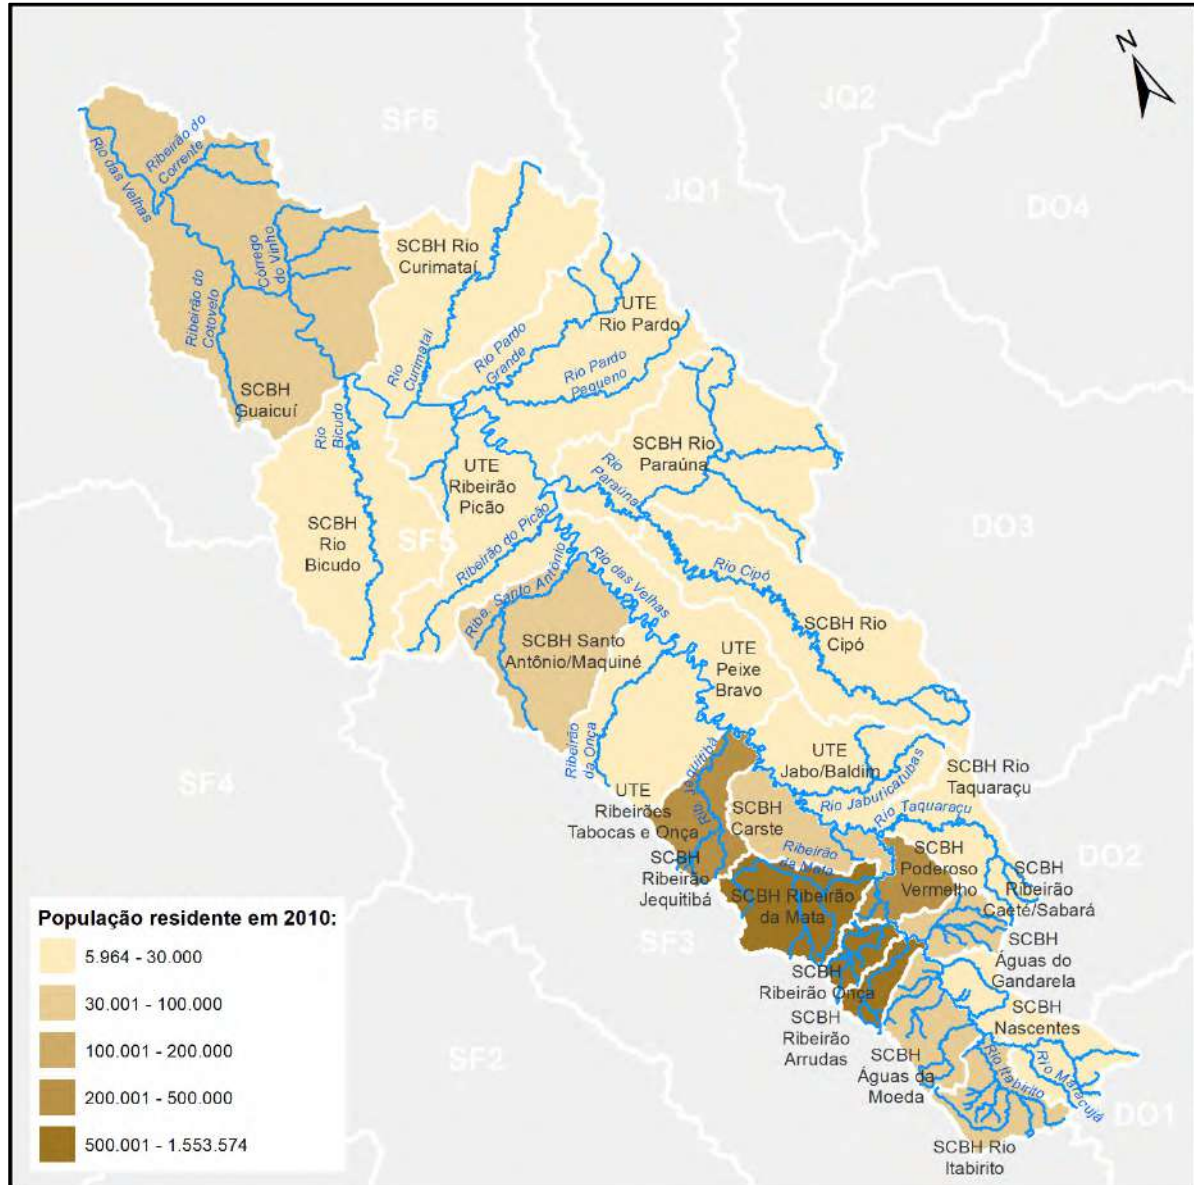 N
JQ2
SF6
JQ1
DO4
Ribeirão do
Corrente
Rio das Velhas
Córrego
do Vinho
Ribeirão do
Cotovelo
SCBH
Guaicuí
SCBH Rio
Curimataí
Rio
Curimataí
UTE
Rio Pardo
Rio Pardo
Grande
Rio Pardo
Pequeno
Rio
Bicudo
SCBH Rio
Paraúna
Rio
Paraúna
UTE
Ribeirão
Picão
SCBH
Rio
Bicudo
SF5
DO3
Ribeirão do Picão
Ribe. Santo Antônio
Rio das Velhas
Rio Cipó
SCBH Rio
Cipó
SCBH Santo
Antônio/Maquiné
UTE
Peixe
Bravo
Ribeirão
da Onça
SF4
UTE
Jabo/Baldim
SCBH Rio
Taquaraçu
Rio Jaboticatubas
Rio Taquaraçu
UTE
Ribeirões
Tabocas e Onça
Rib. Jequitibá
SCBH
Carste
Ribeirão
da Mata
SCBH
Poderoso
Vermelho
DO2
SCBH
Ribeirão
Jequitibá
SCBH Ribeirão
da Mata
SCBH
Ribeirão
Caeté/Sabará
SF3
SCBH
Águas do
Gandarela
SCBH
Ribeirão Onça
SCBH
Nascentes
SCBH
Ribeirão
Arrudas
SF2
SCBH
Águas da
Moeda
Rio Itabirito
Rio Maracujá
DO1
SCBH Rio
Itabirito
População residente em 2010:
5.964 - 30.000
30.001 - 100.000
100.001 - 200.000
200.001 - 500.000
500.001 - 1.553.574